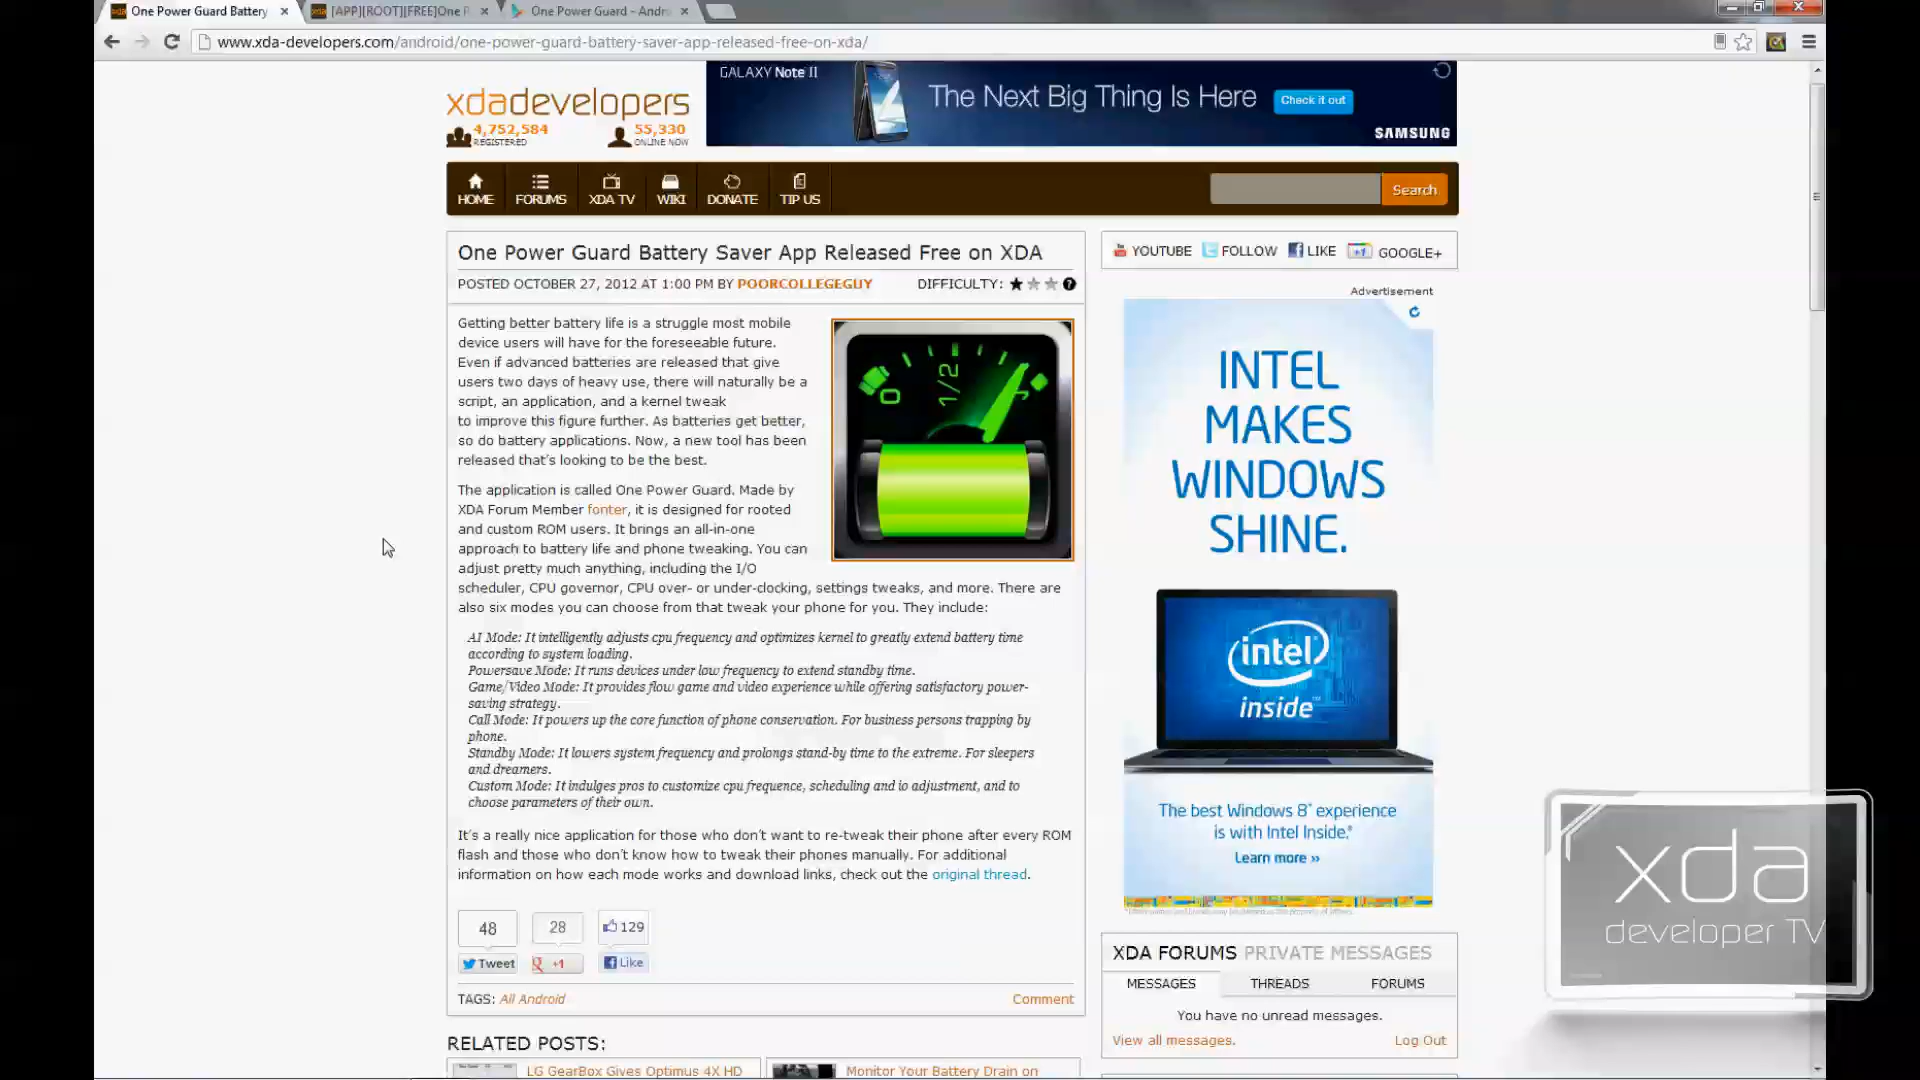 One Power Guard Battery
[APP][ROOT][FREE]One P
One Power Guard - Andr
www.xda-developers.com/android/one-power-guard-battery-saver-app-released-free-on-xda/
xdadevelopers
4,752,584
REGISTERED
55,330
ONLINE NOW
GALAXY Note II
The Next Big Thing Is Here
Check it out
SAMSUNG
HOME
FORUMS
XDA TV
WIKI
DONATE
TIP US
Search
One Power Guard Battery Saver App Released Free on XDA
POSTED OCTOBER 27, 2012 AT 1:00 PM BY POORCOLLEGEGUY
DIFFICULTY:
Getting better battery life is a struggle most mobile
device users will have for the foreseeable future.
Even if advanced batteries are released that give
users two days of heavy use, there will naturally be a
script, an application, and a kernel tweak
to improve this figure further. As batteries get better,
so do battery applications. Now, a new tool has been
released that's looking to be the best.
0
1/2
1
The application is called One Power Guard. Made by
XDA Forum Member fonter, it is designed for rooted
and custom ROM users. It brings an all-in-one
approach to battery life and phone tweaking. You can
adjust pretty much anything, including the I/O
scheduler, CPU governor, CPU over- or under-clocking, settings tweaks, and more. There are
also six modes you can choose from that tweak your phone for you. They include:
AI Mode: It intelligently adjusts cpu frequency and optimizes kernel to greatly extend battery time
according to system loading.
Powersave Mode: It runs devices under low frequency to extend standby time.
Game/Video Mode: It provides flow game and video experience while offering satisfactory power-
saving strategy.
Call Mode: It powers up the core function of phone conservation. For business persons trapping by
phone.
Standby Mode: It lowers system frequency and prolongs stand-by time to the extreme. For sleepers
and dreamers.
Custom Mode: It indulges pros to customize cpu frequence, scheduling and io adjustment, and to
choose parameters of their own.
It's a really nice application for those who don't want to re-tweak their phone after every ROM
flash and those who don't know how to tweak their phones manually. For additional
information on how each mode works and download links, check out the original thread.
48
28
129
Tweet
+1
Like
TAGS: All Android
Comment
RELATED POSTS:
LG GearBox Gives Optimus 4X HD
Monitor Your Battery Drain on
YOUTUBE
FOLLOW
LIKE
GOOGLE+
Advertisement
INTEL
MAKES
WINDOWS
SHINE.
intel
inside™
The best Windows 8* experience
is with Intel Inside.*
Learn more »
XDA FORUMS PRIVATE MESSAGES
MESSAGES
THREADS
FORUMS
You have no unread messages.
View all messages.
Log Out
xda
developer TV